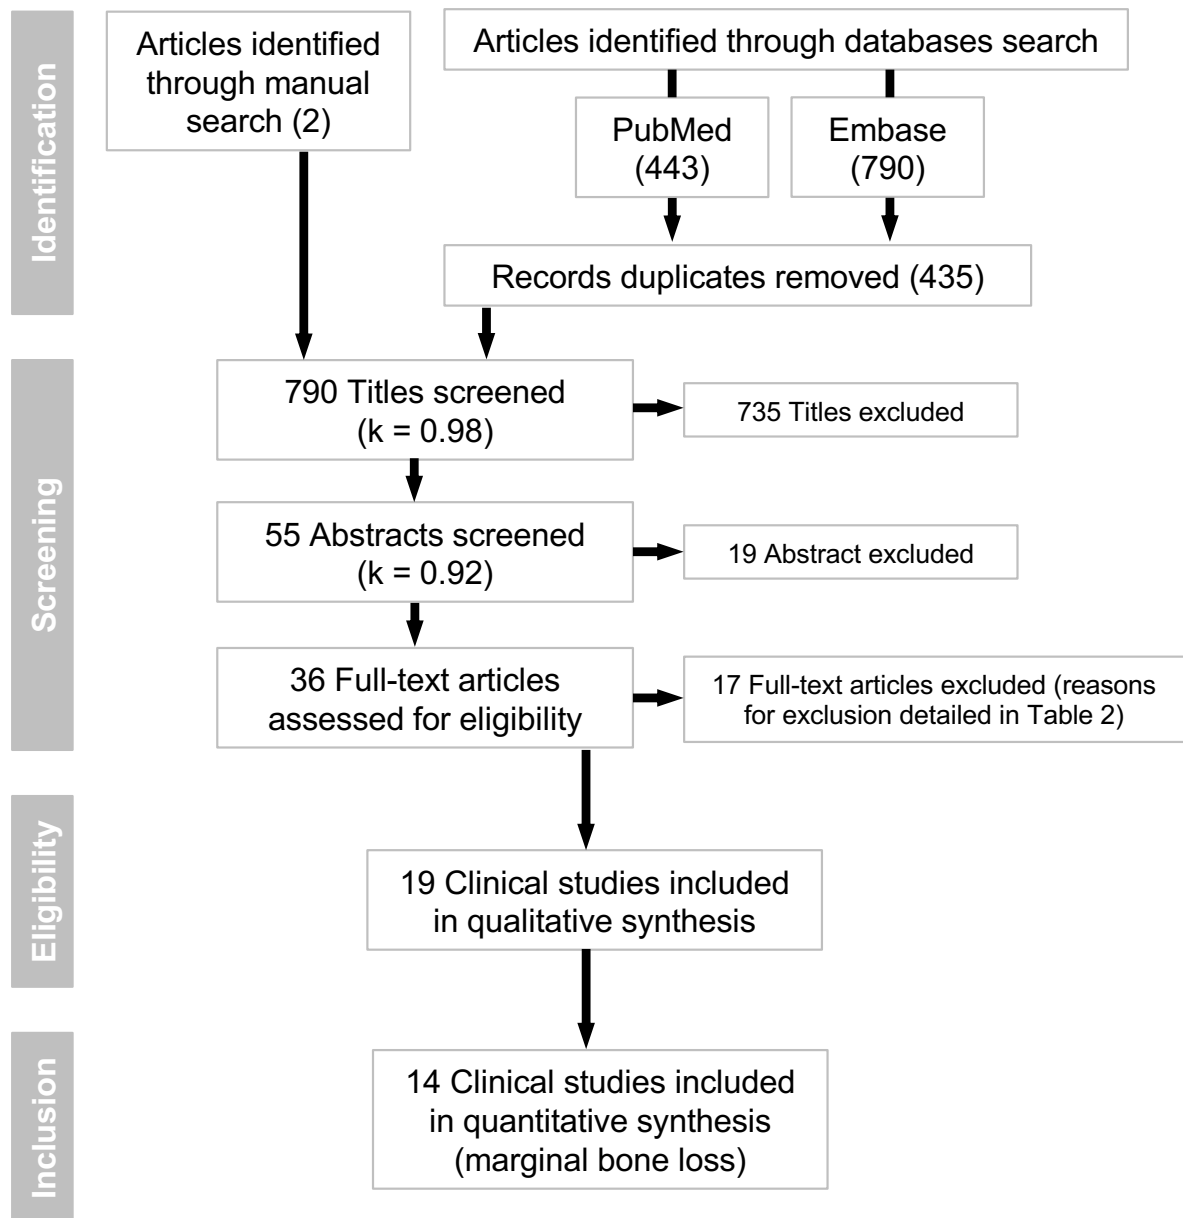 Identification
Articles identified
through manual
search (2)
Articles identified through databases search
PubMed
(443)
Embase
(790)
Records duplicates removed (435)
Screening
790 Titles screened
(k = 0.98)
735 Titles excluded
55 Abstracts screened
(k = 0.92)
19 Abstract excluded
36 Full-text articles
assessed for eligibility
17 Full-text articles excluded (reasons
for exclusion detailed in Table 2)
Eligibility
19 Clinical studies included
in qualitative synthesis
Inclusion
14 Clinical studies included
in quantitative synthesis
(marginal bone loss)